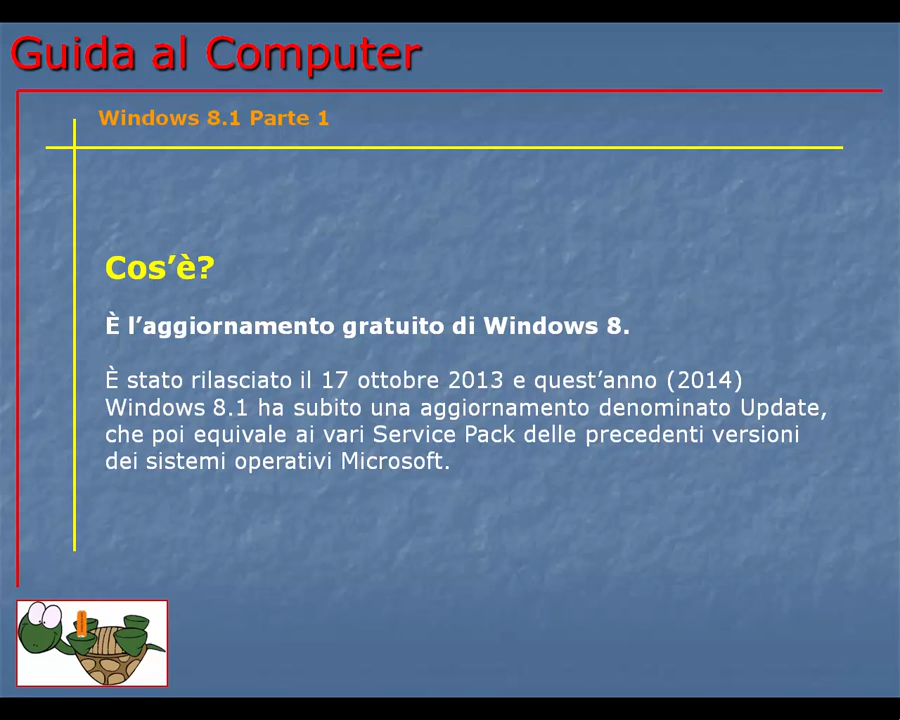 Guida al Computer
Windows 8.1 Parte 1
Cos’è?
È l’aggiornamento gratuito di Windows 8.
È stato rilasciato il 17 ottobre 2013 e quest’anno (2014)
Windows 8.1 ha subito una aggiornamento denominato Update,
che poi equivale ai vari Service Pack delle precedenti versioni
dei sistemi operativi Microsoft.